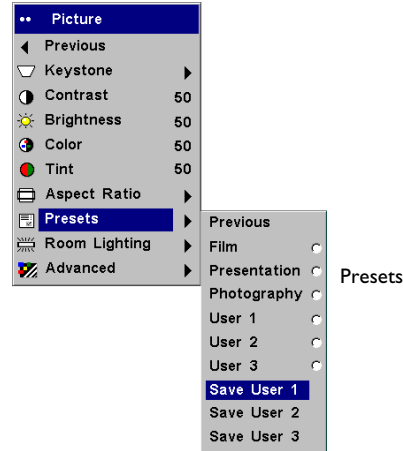 Picture
Previous
Keystone
Contrast 50
Brightness 50
Color 50
Tint 50
Aspect Ratio
Presets
Room Lighting
Advanced
Previous
Film
Presentation
Photography
User 1
User 2
User 3
Save User 1
Save User 2
Save User 3
Presets